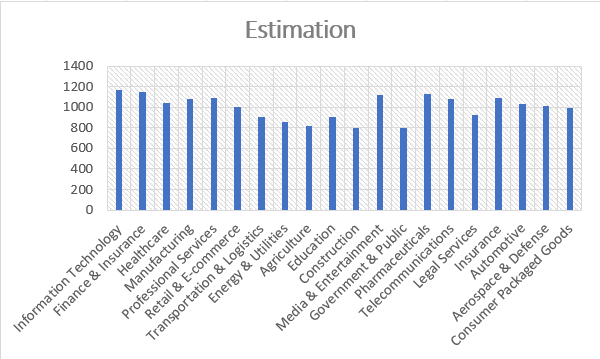 Estimation
1400
1200
1000
800
600
400
200
0
Information Technology
Finance & Insurance
Healthcare
Manufacturing
Professional Services
Retail & E-commerce
Transportation & Logistics
Energy & Utilities
Agriculture
Education
Construction
Media & Entertainment
Government & Public
Pharmaceuticals
Telecommunications
Legal Services
Insurance
Automotive
Aerospace & Defense
Consumer Packaged Goods